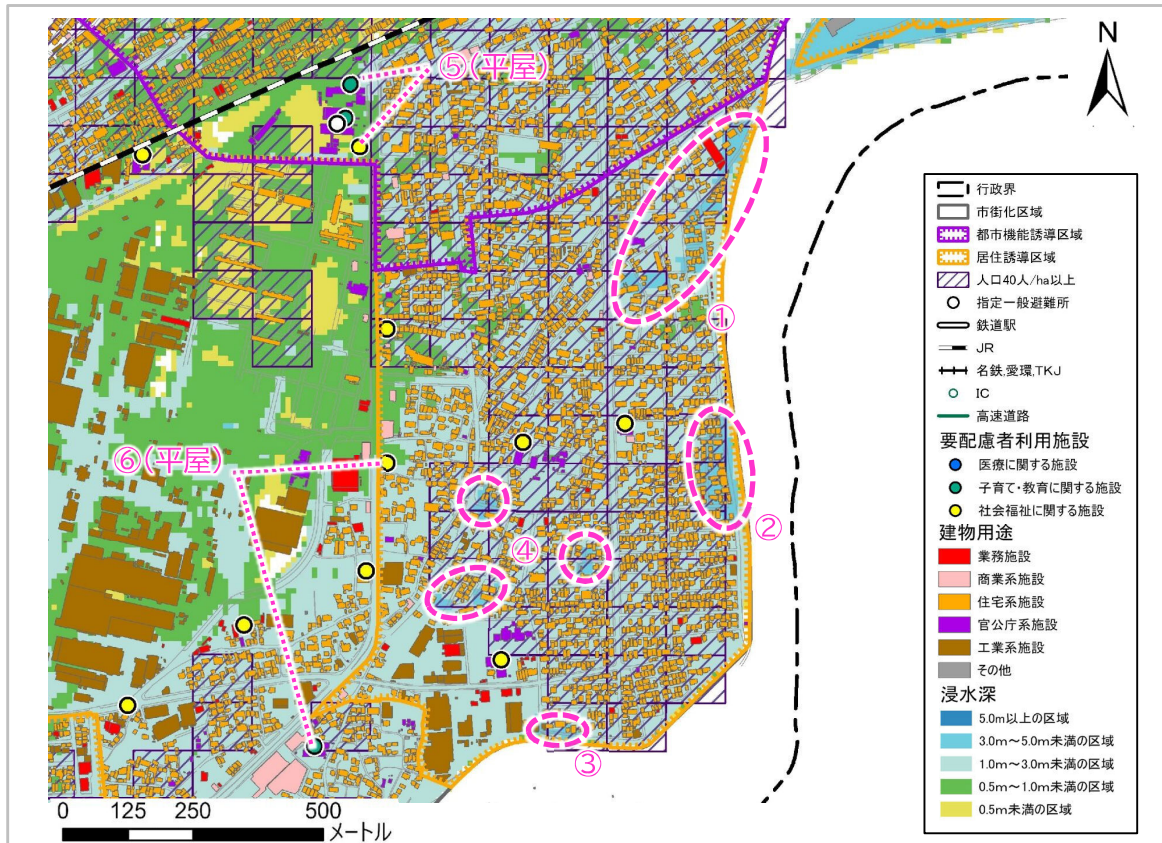 ⑤(平屋)
N
①
⑥(平屋)
②
④
③
0 125 250 500
メートル
行政界
市街化区域
都市機能誘導区域
居住誘導区域
人口40人/ha以上
指定一般避難所
鉄道駅
JR
名鉄,愛環,TKJ
IC
高速道路
要配慮者利用施設
医療に関する施設
子育て・教育に関する施設
社会福祉に関する施設
建物用途
業務施設
商業系施設
住宅系施設
官公庁系施設
工業系施設
その他
浸水深
5.0m以上の区域
3.0m～5.0m未満の区域
1.0m～3.0m未満の区域
0.5m～1.0m未満の区域
0.5m未満の区域